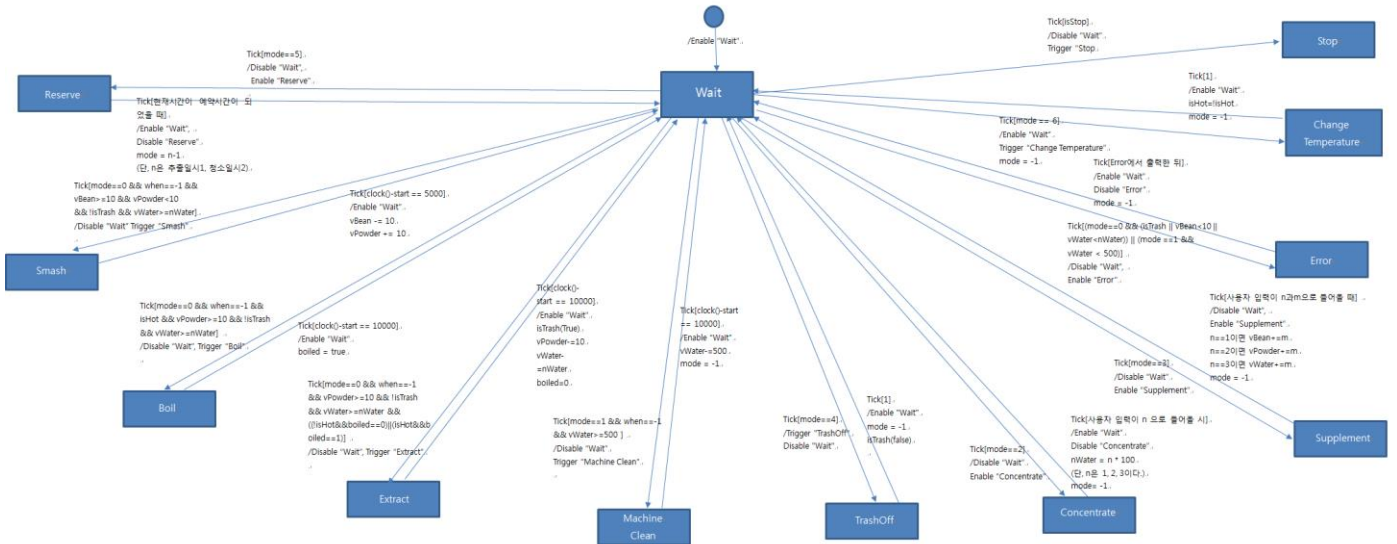 /Enable "Wait"
Wait
Tick[isStop]
/Disable "Wait"
Trigger "Stop
Stop
Tick[mode==5]
/Disable "Wait",
Enable "Reserve"
Reserve
Tick[현재시간이 예약시간이 되
었을 때]
/Enable "Wait",
Disable "Reserve"
mode = n-1
(단, n은 추출일시1, 청소일시2)
Tick[1]
/Enable "Wait"
isHot=!isHot
mode = -1
Change
Temperature
Tick[mode == 6]
/Enable "Wait"
Trigger "Change Temperature"
mode = -1
Tick[Error에서 출력한 뒤]
/Enable "Wait"
Disable "Error"
mode = -1
Tick[mode==0 && when==-1 &&
vBean>=10 && vPowder<10
&& !isTrash && vWater>=nWater]
/Disable "Wait" Trigger "Smash"
Smash
Tick[clock()-start == 5000]
/Enable "Wait"
vBean -= 10
vPowder += 10
Tick[(mode==0 && (isTrash || vBean<10 ||
vWater<nWater)) || (mode ==1 &&
vWater < 500)]
/Disable "Wait",
Enable "Error"
Error
Tick[mode==0 && when==-1 &&
isHot && vPowder>=10 && !isTrash
&& vWater>=nWater]
/Disable "Wait", Trigger "Boil"
Boil
Tick[clock()-start == 10000]
/Enable "Wait"
boiled = true
Tick[clock()-
start == 10000]
/Enable "Wait"
isTrash(True)
vPowder-=10
vWater-
=nWater
boiled=0
Tick[clock()-start
== 10000]
/Enable "Wait"
vWater-=500
mode = -1
Tick[사용자 입력이 n과m으로 들어올 때]
/Disable "Wait",
Enable "Supplement"
n==1이면 vBean+=m
n==2이면 vPowder+=m
n==3이면 vWater+=m
mode = -1
Tick[mode==3]
/Disable "Wait"
Enable "Supplement"
Supplement
Tick[mode==0 && when==-1
&& vPowder>=10 && !isTrash
&& vWater>=nWater &&
((!isHot&&boiled==0)||(isHot&&b
oiled==1))]
/Disable "Wait", Trigger "Extract"
Extract
Tick[mode==1 && when==-1
&& vWater>=500 ]
/Disable "Wait"
Trigger "Machine Clean"
Machine
Clean
Tick[mode==4]
/Trigger "TrashOff"
Disable "Wait"
Tick[1]
/Enable "Wait"
mode = -1
isTrash(false)
TrashOff
Tick[mode==2]
/Disable "Wait"
Enable "Concentrate"
Tick[사용자 입력이 n 으로 들어올 시]
/Enable "Wait"
Disable "Concentrate"
nWater = n * 100
(단, n은 1, 2, 3이다.)
mode= -1
Concentrate